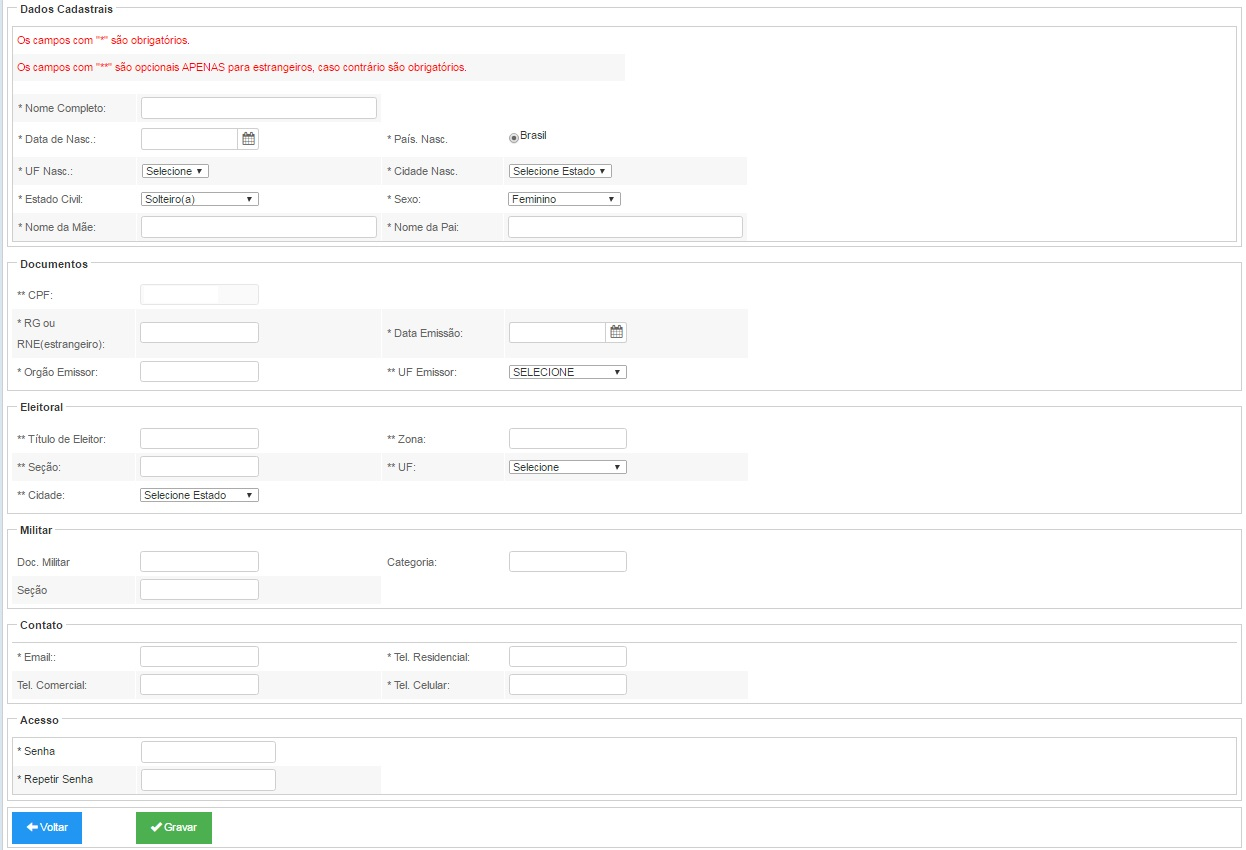 Dados Cadastrais
Os campos com "*" são obrigatórios.
Os campos com "**" são opcionais APENAS para estrangeiros, caso contrário são obrigatórios.
* Nome Completo:
* Data de Nasc.: * País. Nasc. Brasil
* UF Nasc.: Selecione * Cidade Nasc. Selecione Estado
* Estado Civil: Solteiro(a) * Sexo: Feminino
* Nome da Mãe: * Nome da Pai:
Documentos
** CPF:
* RG ou
RNE(estrangeiro): * Data Emissão:
* Orgão Emissor: ** UF Emissor: SELECIONE
Eleitoral
** Título de Eleitor: ** Zona:
** Seção: ** UF: Selecione
** Cidade: Selecione Estado
Militar
Doc. Militar Categoria:
Seção
Contato
* Email:: * Tel. Residencial:
Tel. Comercial: * Tel. Celular:
Acesso
* Senha
* Repetir Senha
Voltar Gravar